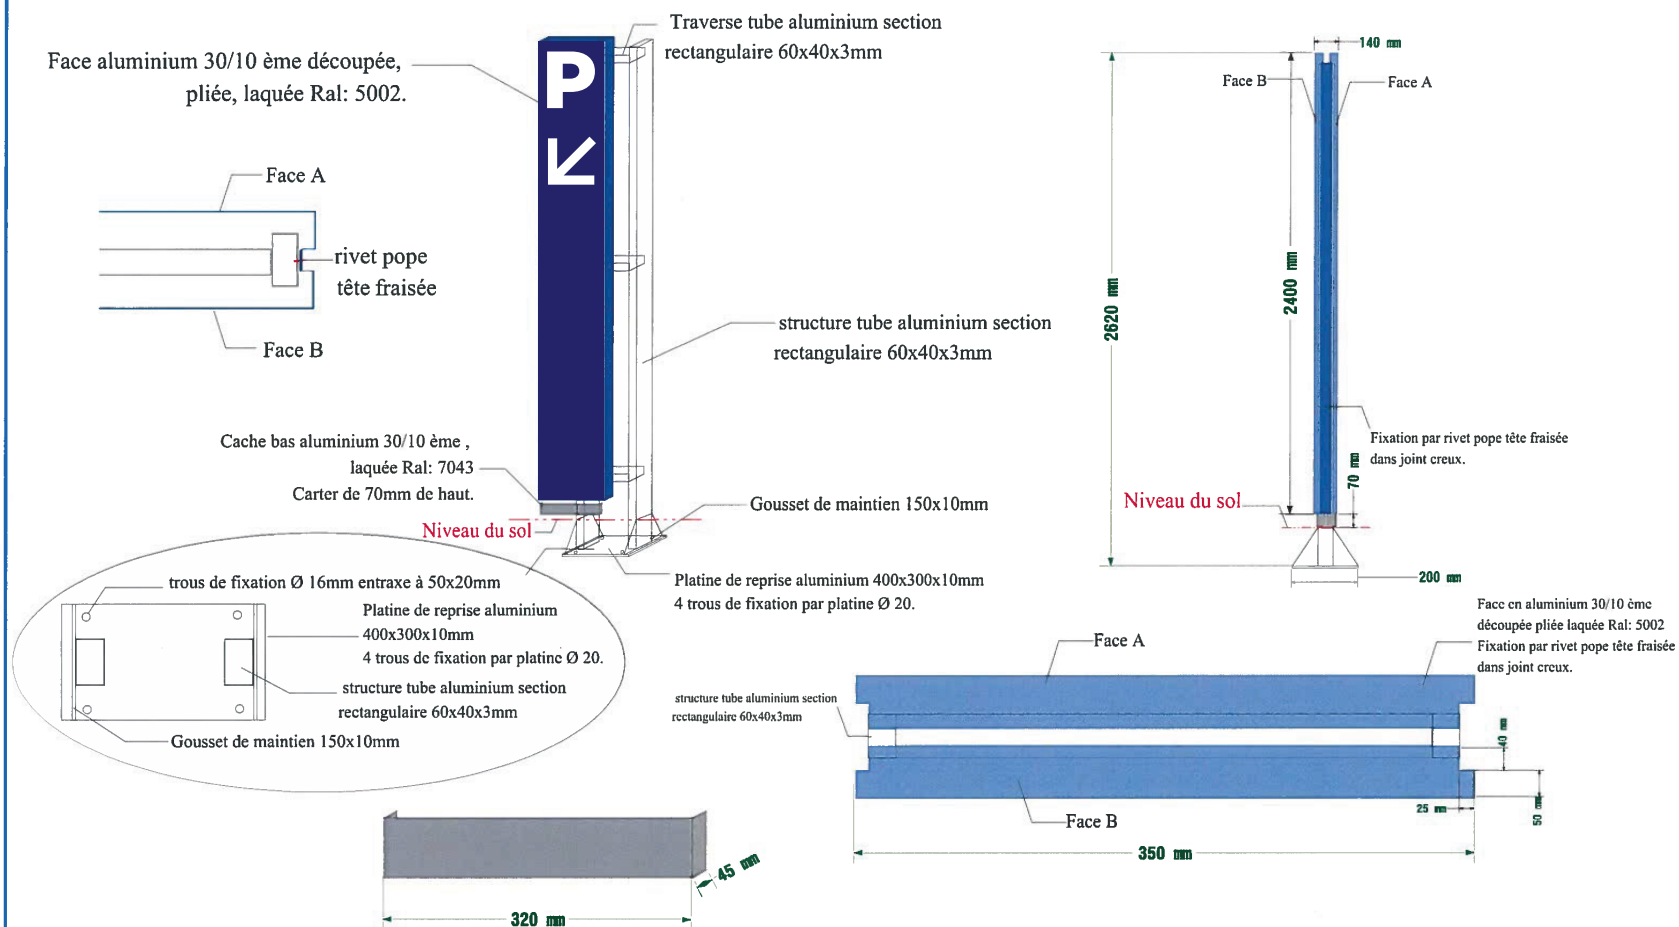 Traverse tube aluminium section
rectangulaire 60x40x3mm
Face aluminium 30/10 ème découpée,
pliée, laquée Ral: 5002.
P
Face A
rivet pope
tête fraisée
Face B
structure tube aluminium section
rectangulaire 60x40x3mm
Cache bas aluminium 30/10 ème ,
laquée Ral: 7043
Carter de 70mm de haut.
Niveau du sol
Gousset de maintien 150x10mm
Platine de reprise aluminium 400x300x10mm
4 trous de fixation par platine Ø 20.
trous de fixation Ø 16mm entraxe à 50x20mm
Platine de reprise aluminium
400x300x10mm
4 trous de fixation par platine Ø 20.
structure tube aluminium section
rectangulaire 60x40x3mm
Gousset de maintien 150x10mm
140 mm
Face B
Face A
2620 mm
2400 mm
Fixation par rivet pope tête fraisée
dans joint creux.
70 mm
Niveau du sol
200 mm
Face en aluminium 30/10 ème
découpée pliée laquée Ral: 5002
Fixation par rivet pope tête fraisée
dans joint creux.
Face A
structure tube aluminium section
rectangulaire 60x40x3mm
40 mm
25 mm
50 mm
Face B
350 mm
45 mm
320 mm